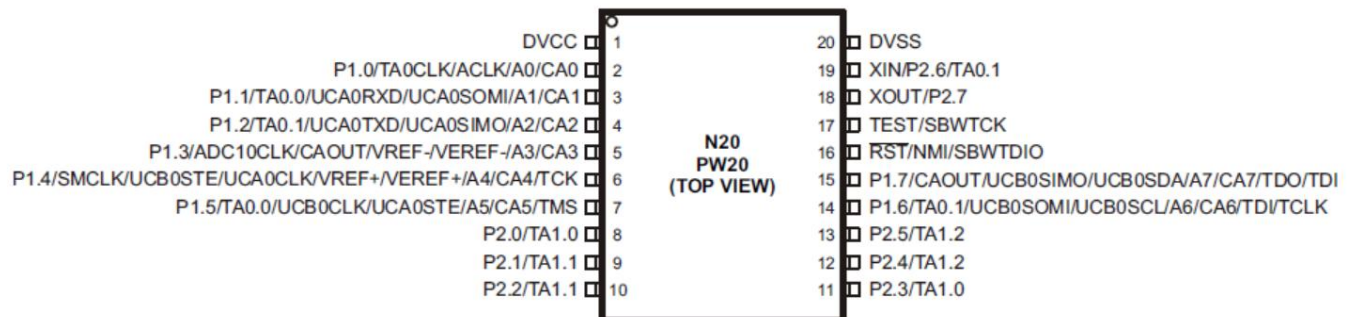 DVCC 1 20 DVSS
P1.0/TA0CLK/ACLK/A0/CA0 2 19 XIN/P2.6/TA0.1
P1.1/TA0.0/UCA0RXD/UCA0SOMI/A1/CA1 3 18 XOUT/P2.7
P1.2/TA0.1/UCA0TXD/UCA0SIMO/A2/CA2 4 17 TEST/SBWTCK
P1.3/ADC10CLK/CAOUT/VREF-/VEREF-/A3/CA3 5 16 RST/NMI/SBWTDIO
P1.4/SMCLK/UCB0STE/UCA0CLK/VREF+/VEREF+/A4/CA4/TCK 6 15 P1.7/CAOUT/UCB0SIMO/UCB0SDA/A7/CA7/TDO/TDI
P1.5/TA0.0/UCB0CLK/UCA0STE/A5/CA5/TMS 7 14 P1.6/TA0.1/UCB0SOMI/UCB0SCL/A6/CA6/TDI/TCLK
P2.0/TA1.0 8 13 P2.5/TA1.2
P2.1/TA1.1 9 12 P2.4/TA1.2
P2.2/TA1.1 10 11 P2.3/TA1.0
N20
PW20
(TOP VIEW)